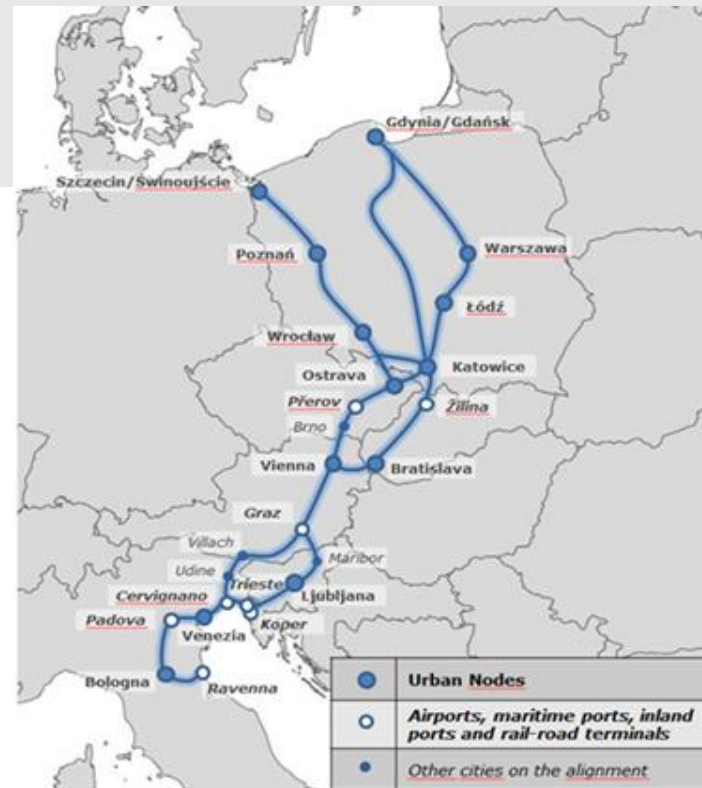 Gdynia/Gdańsk
Szczecin/Świnoujście
Poznań
Warszawa
Łódź
Wrocław
Ostrava
Katowice
Přerov
Žilina
Brno
Vienna
Bratislava
Graz
Villach
Maribor
Udine
Trieste
Cervignano
Ljubljana
Padova
Koper
Venezia
Bologna
Ravenna
Urban Nodes
Airports, maritime ports, inland
ports and rail-road terminals
Other cities on the alignment